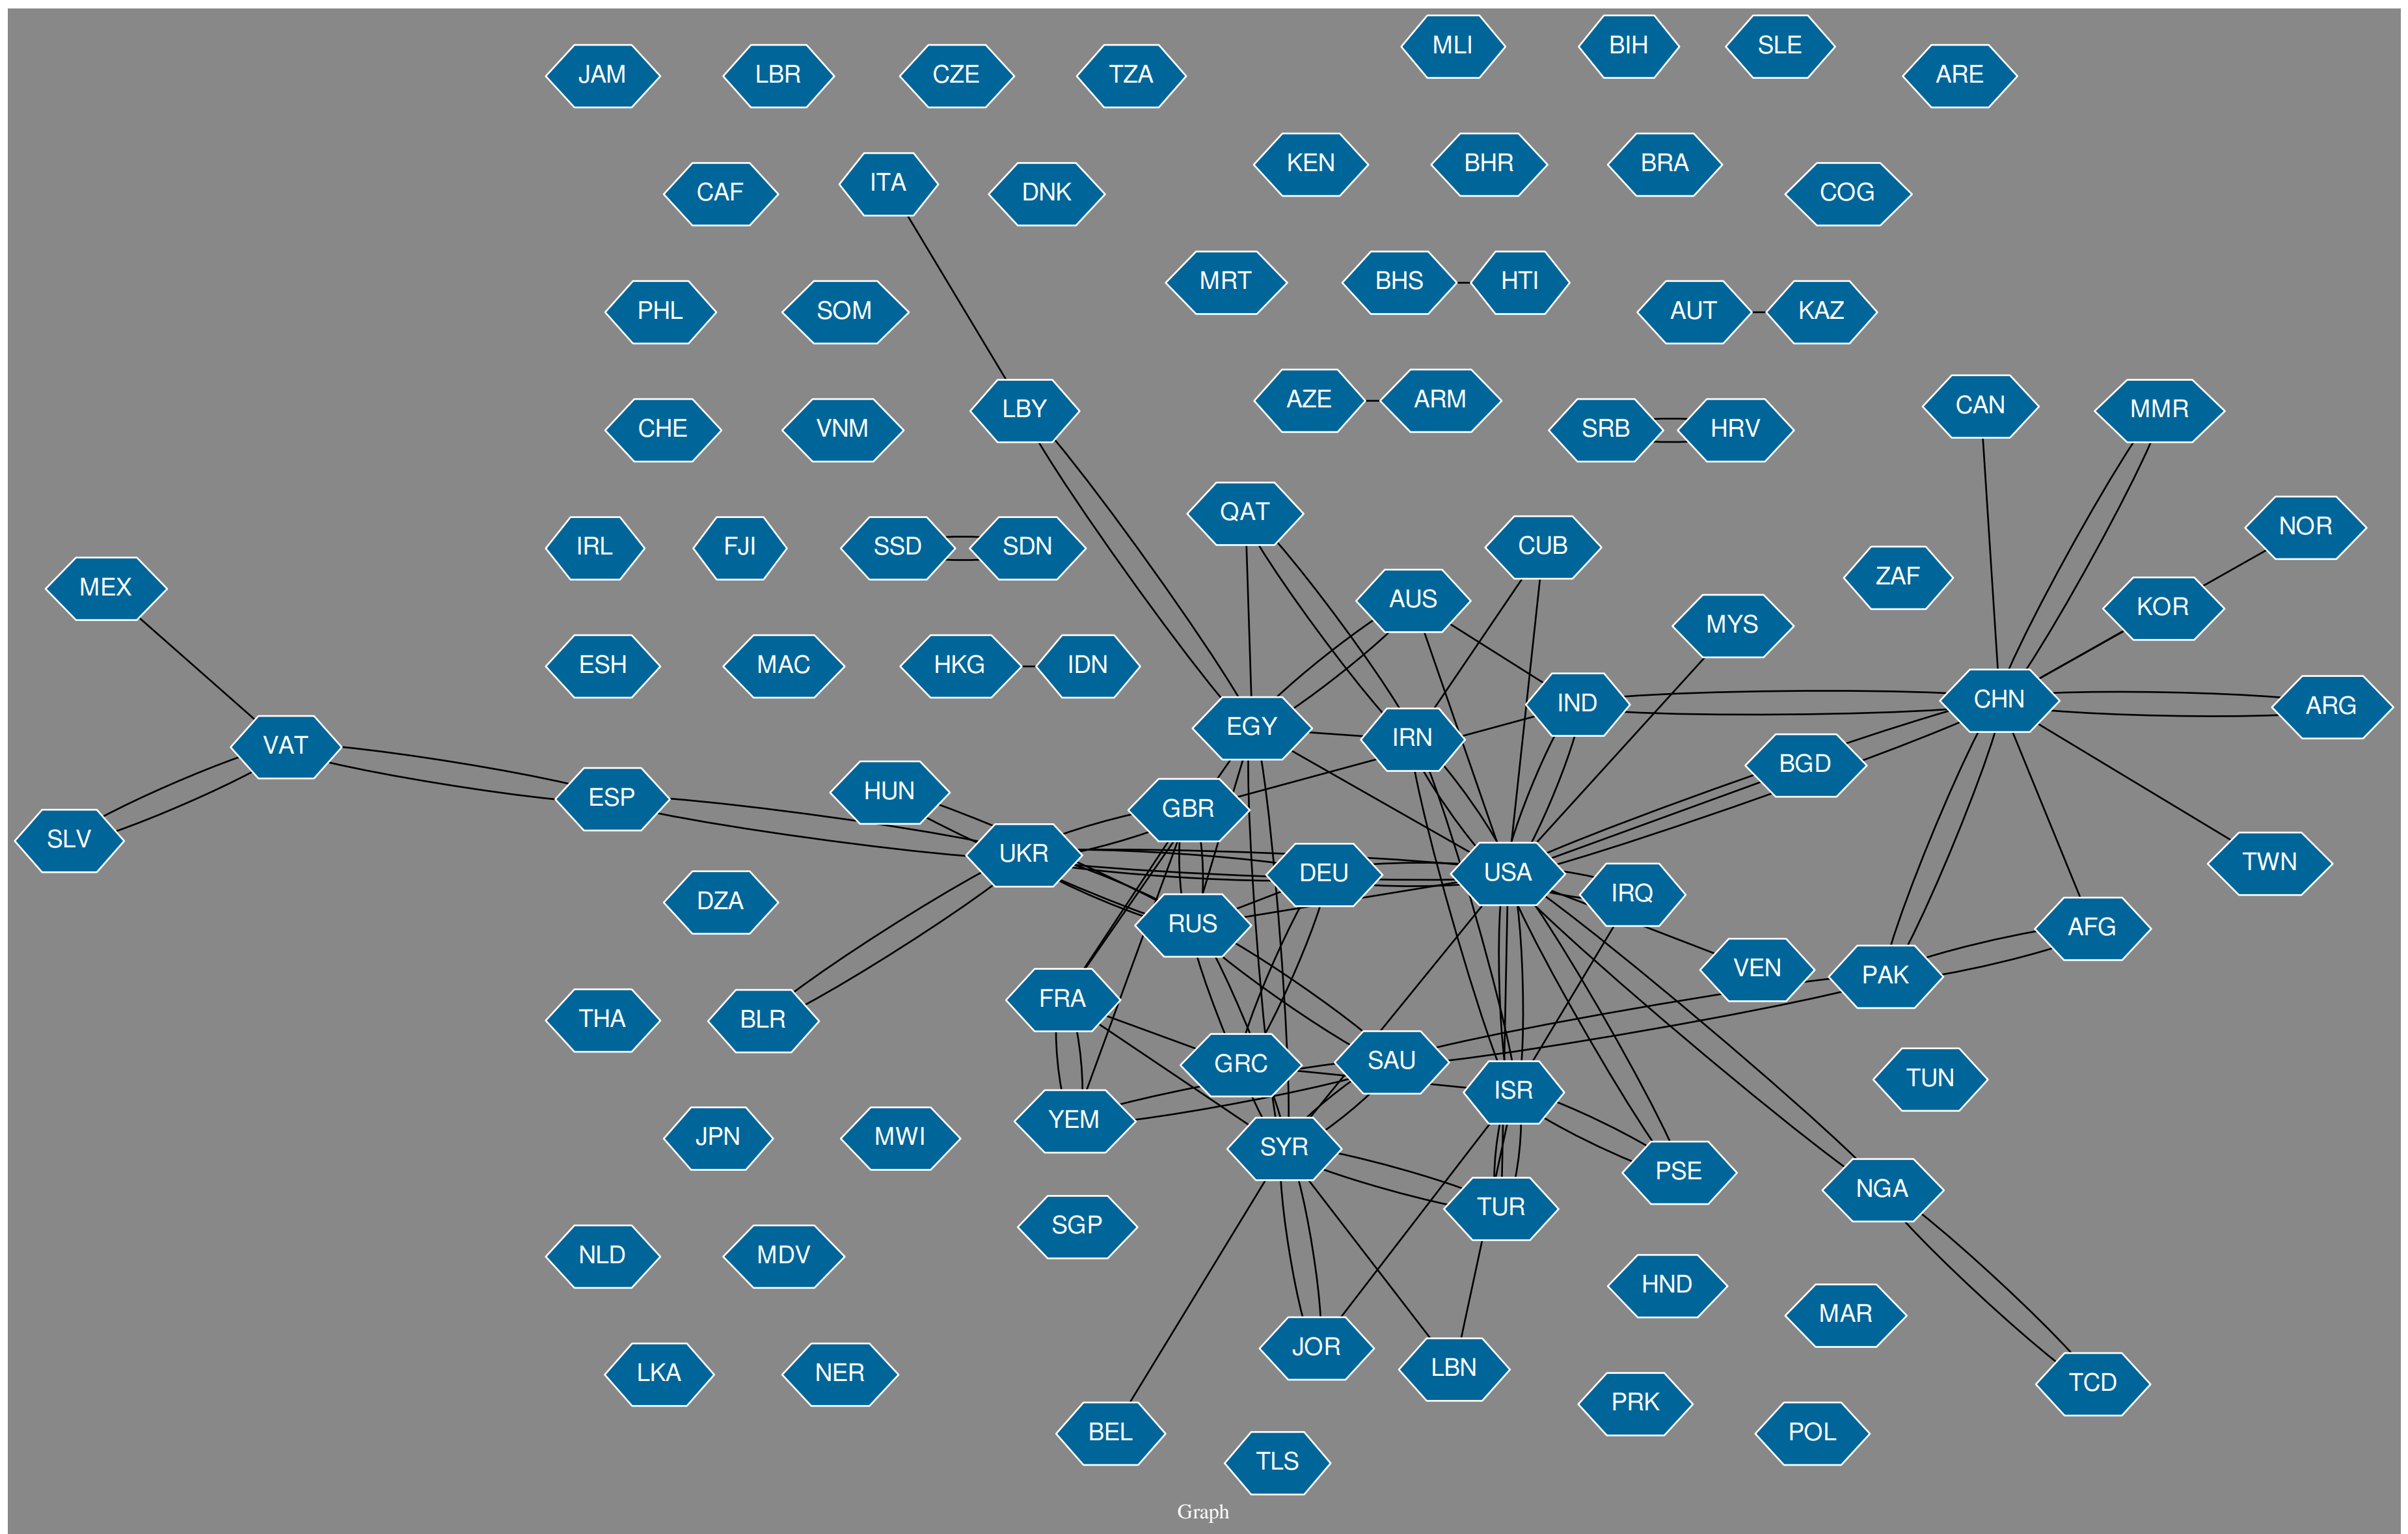 MLI
BIH
SLE
JAM
LBR
CZE
TZA
ARE
KEN
BHR
BRA
ITA
CAF
DNK
COG
MRT
BHS
HTI
PHL
SOM
AUT
KAZ
AZE
ARM
CAN
LBY
MMR
CHE
VNM
SRB
HRV
QAT
NOR
IRL
FJI
SSD
SDN
CUB
ZAF
MEX
AUS
KOR
MYS
ESH
MAC
HKG
IDN
CHN
IND
ARG
EGY
IRN
VAT
BGD
HUN
ESP
GBR
SLV
UKR
TWN
DEU
USA
IRQ
DZA
RUS
AFG
VEN
PAK
FRA
THA
BLR
SAU
GRC
TUN
ISR
YEM
JPN
MWI
SYR
PSE
NGA
TUR
SGP
NLD
MDV
HND
MAR
JOR
LBN
LKA
NER
TCD
PRK
BEL
POL
TLS
Graph